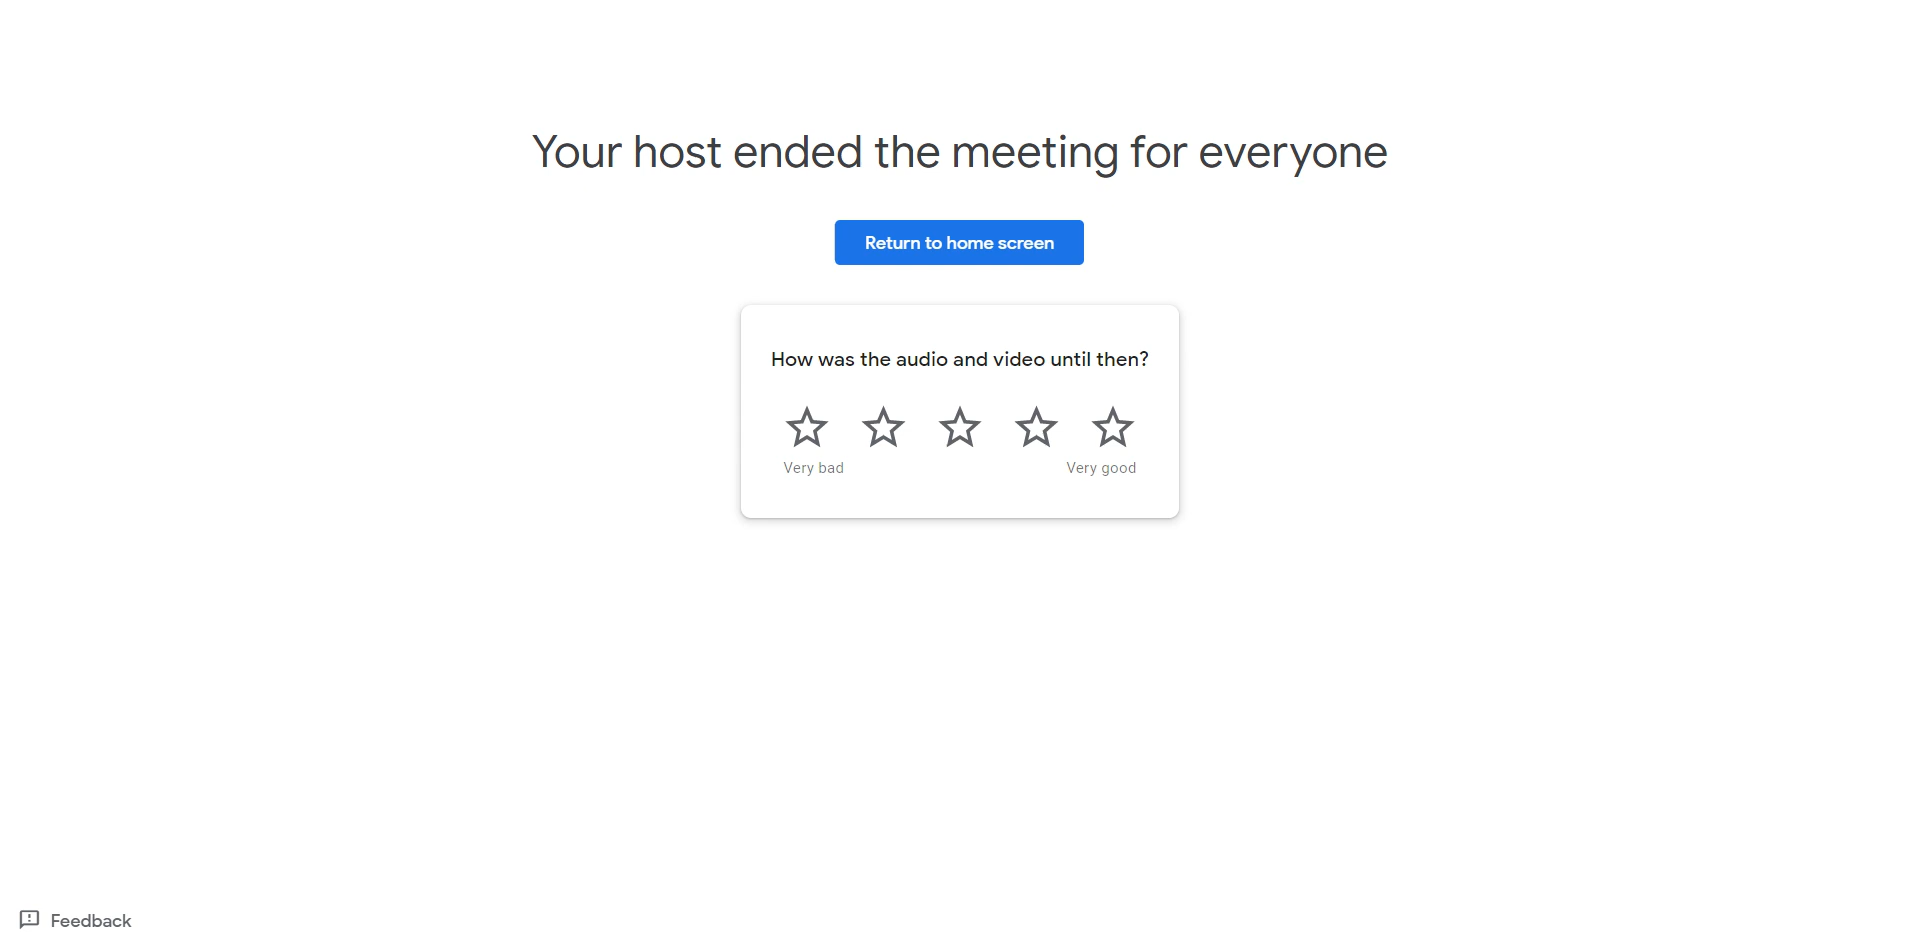 Your host ended the meeting for everyone
Return to home screen
How was the audio and video until then?
Very bad
Very good
Feedback